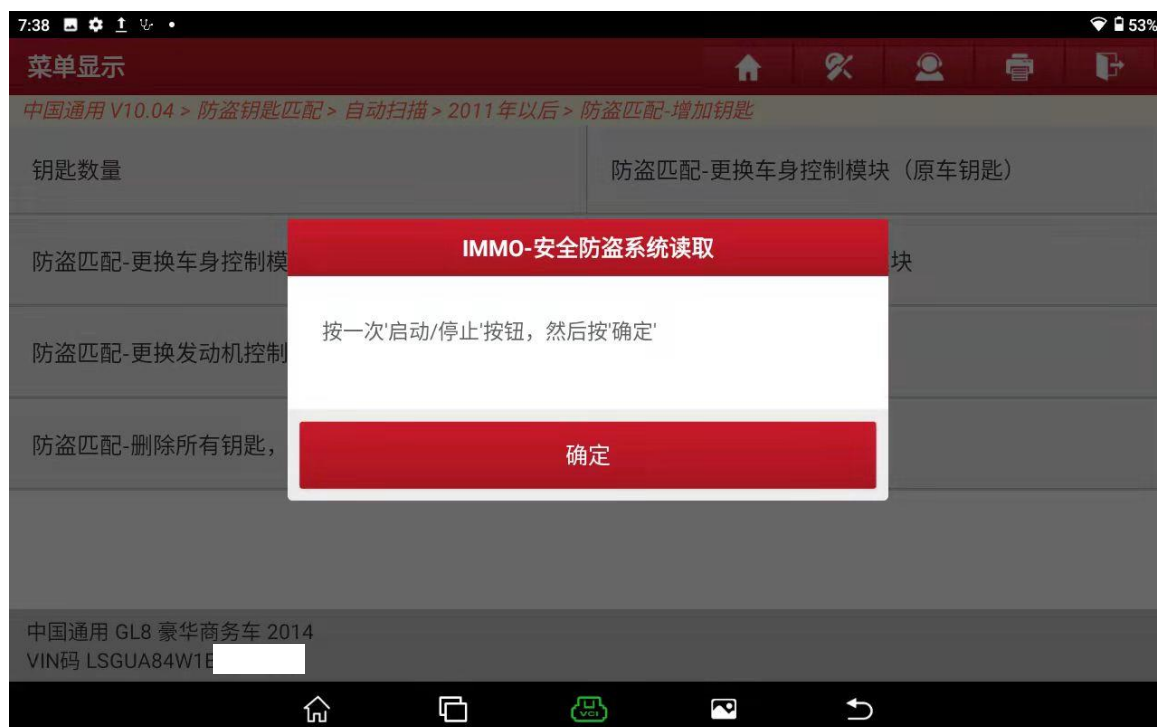 7:38
53%
菜单显示
中国通用 V10.04 > 防盗钥匙匹配 > 自动扫描 > 2011年以后 > 防盗匹配-增加钥匙
钥匙数量
防盗匹配-更换车身控制模块（原车钥匙）
防盗匹配-更换车身控制模
块
IMMO-安全防盗系统读取
按一次'启动/停止'按钮，然后按'确定'
防盗匹配-更换发动机控制
防盗匹配-删除所有钥匙，
确定
中国通用 GL8 豪华商务车 2014
VIN码 LSGUA84W1
VCI